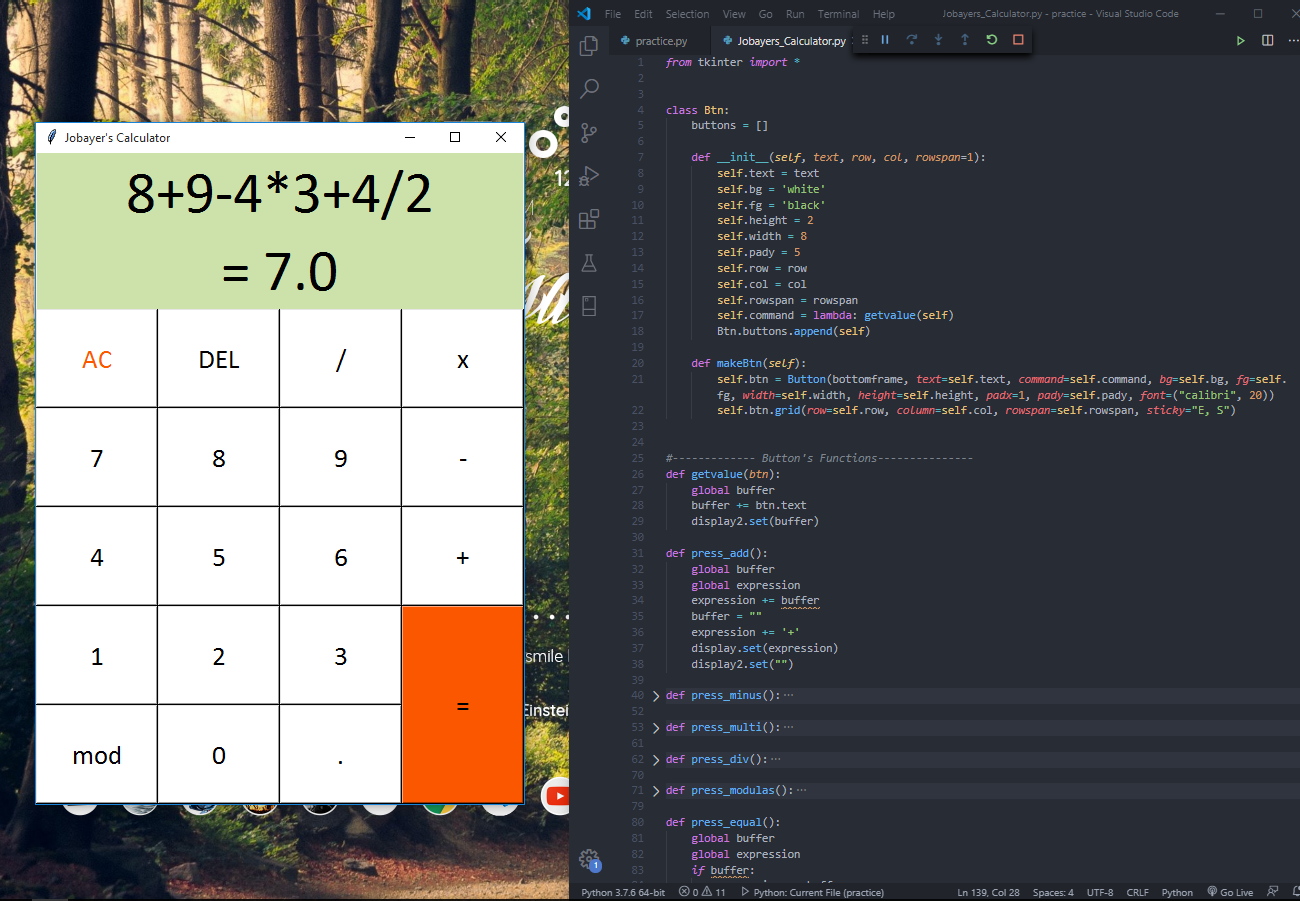 Jobayer's Calculator
8+9-4*3+4/2
= 7.0
AC DEL / x
7 8 9 -
4 5 6 +
1 2 3
=
mod 0 .
12
smile
Einstei
File Edit Selection View Go Run Terminal Help Jobayers_Calculator.py - practice - Visual Studio Code
practice.py Jobayers_Calculator.py
1 from tkinter import *
2
3
4 class Btn:
5 buttons = []
6
7 def __init__(self, text, row, col, rowspan=1):
8 self.text = text
9 self.bg = 'white'
10 self.fg = 'black'
11 self.height = 2
12 self.width = 8
13 self.pady = 5
14 self.row = row
15 self.col = col
16 self.rowspan = rowspan
17 self.command = lambda: getvalue(self)
18 Btn.buttons.append(self)
19
20 def makeBtn(self):
21 self.btn = Button(bottomframe, text=self.text, command=self.command, bg=self.bg, fg=self.
fg, width=self.width, height=self.height, padx=1, pady=self.pady, font=("calibri", 20))
22 self.btn.grid(row=self.row, column=self.col, rowspan=self.rowspan, sticky="E, S")
23
24
25 #------------- Button's Functions---------------
26 def getvalue(btn):
27 global buffer
28 buffer += btn.text
29 display2.set(buffer)
30
31 def press_add():
32 global buffer
33 global expression
34 expression += buffer
35 buffer = ""
36 expression += '+'
37 display.set(expression)
38 display2.set("")
39
40 def press_minus():···
52
53 def press_multi():···
61
62 def press_div():···
70
71 def press_modulas():···
79
80 def press_equal():
81 global buffer
82 global expression
83 if buffer:
1
Python 3.7.6 64-bit 0 11 Python: Current File (practice) Ln 139, Col 28 Spaces: 4 UTF-8 CRLF Python Go Live